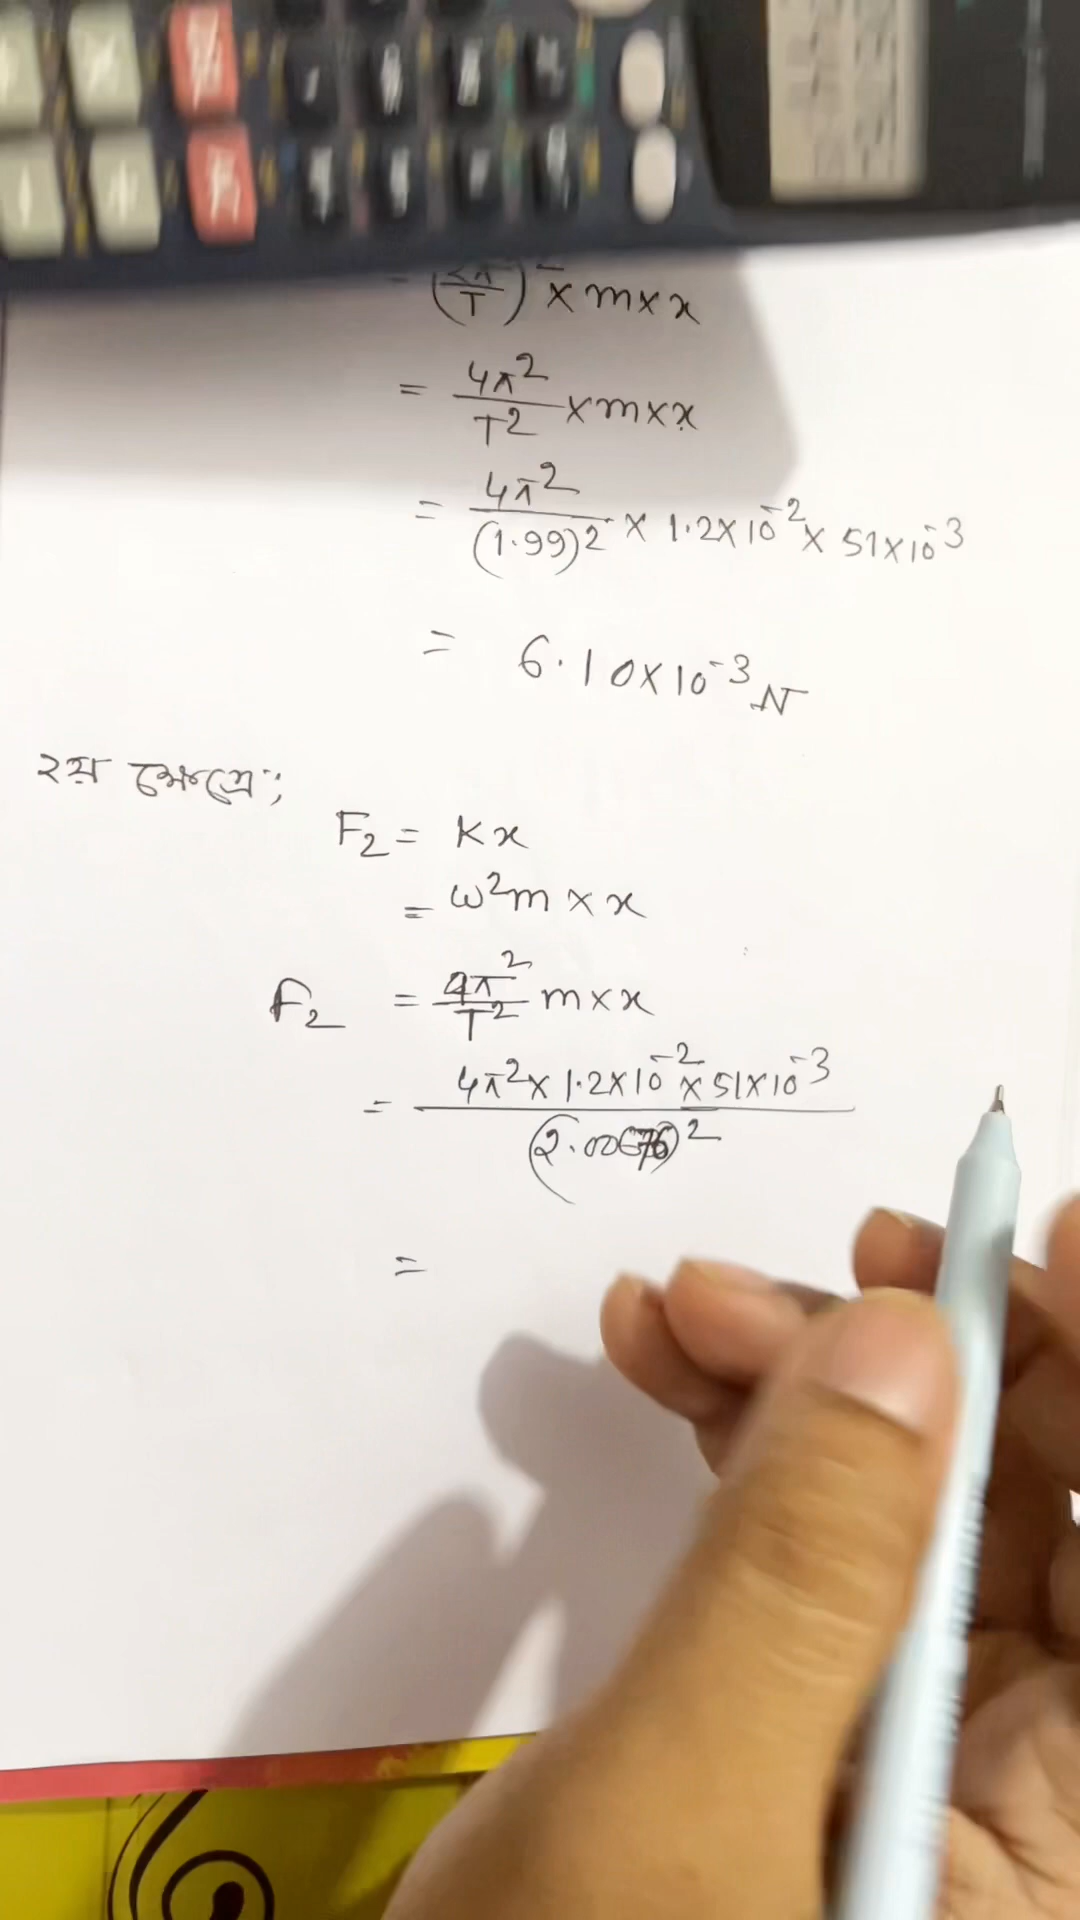 = (2π/T)² × m × x
= 4π²/T² × m × x
= 4π²/(1.99)² × 1.2×10⁻² × 51×10⁻³
= 6.10×10⁻³ N
২য় ক্ষেত্রে;
F₂ = Kx
= ω²m × x
F₂ = 4π²/T² m × x
= 4π² × 1.2×10⁻² × 51×10⁻³ / (2.00676)²
=